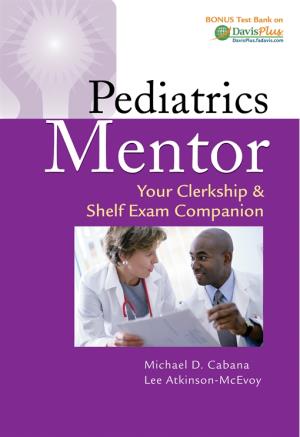 BONUS Test Bank on
DavisPlus
DavisPlus.fadavis.com
Pediatrics
Mentor
Your Clerkship &
Shelf Exam Companion
Michael D. Cabana
Lee Atkinson-McEvoy